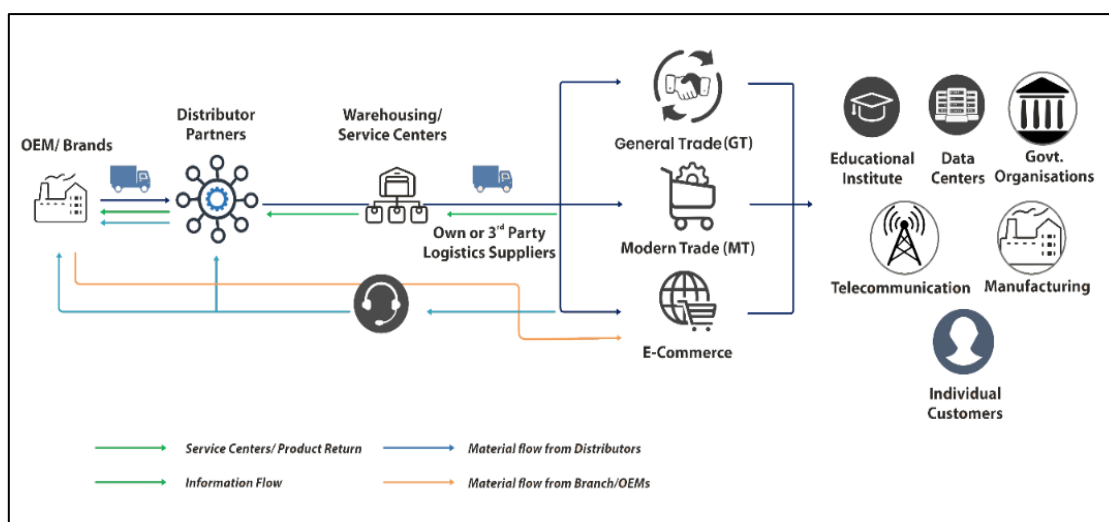 OEM/ Brands
Distributor
Partners
Warehousing/
Service Centers
Own or 3rd Party
Logistics Suppliers
General Trade (GT)
Modern Trade (MT)
E-Commerce
Educational
Institute
Data
Centers
Govt.
Organisations
Telecommunication
Manufacturing
Individual
Customers
Service Centers/ Product Return
Material flow from Distributors
Information Flow
Material flow from Branch/OEMs